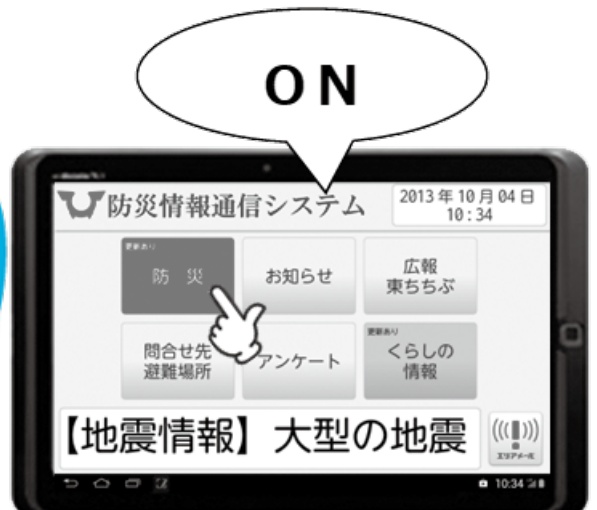 ON
docomo
防災情報通信システム
2013年10月04日
10:34
更新あり
防 災
お知らせ
広報
東ちちぶ
問合せ先
避難場所
アンケート
更新あり
くらしの
情報
【地震情報】大型の地震
エリアメール
10:34